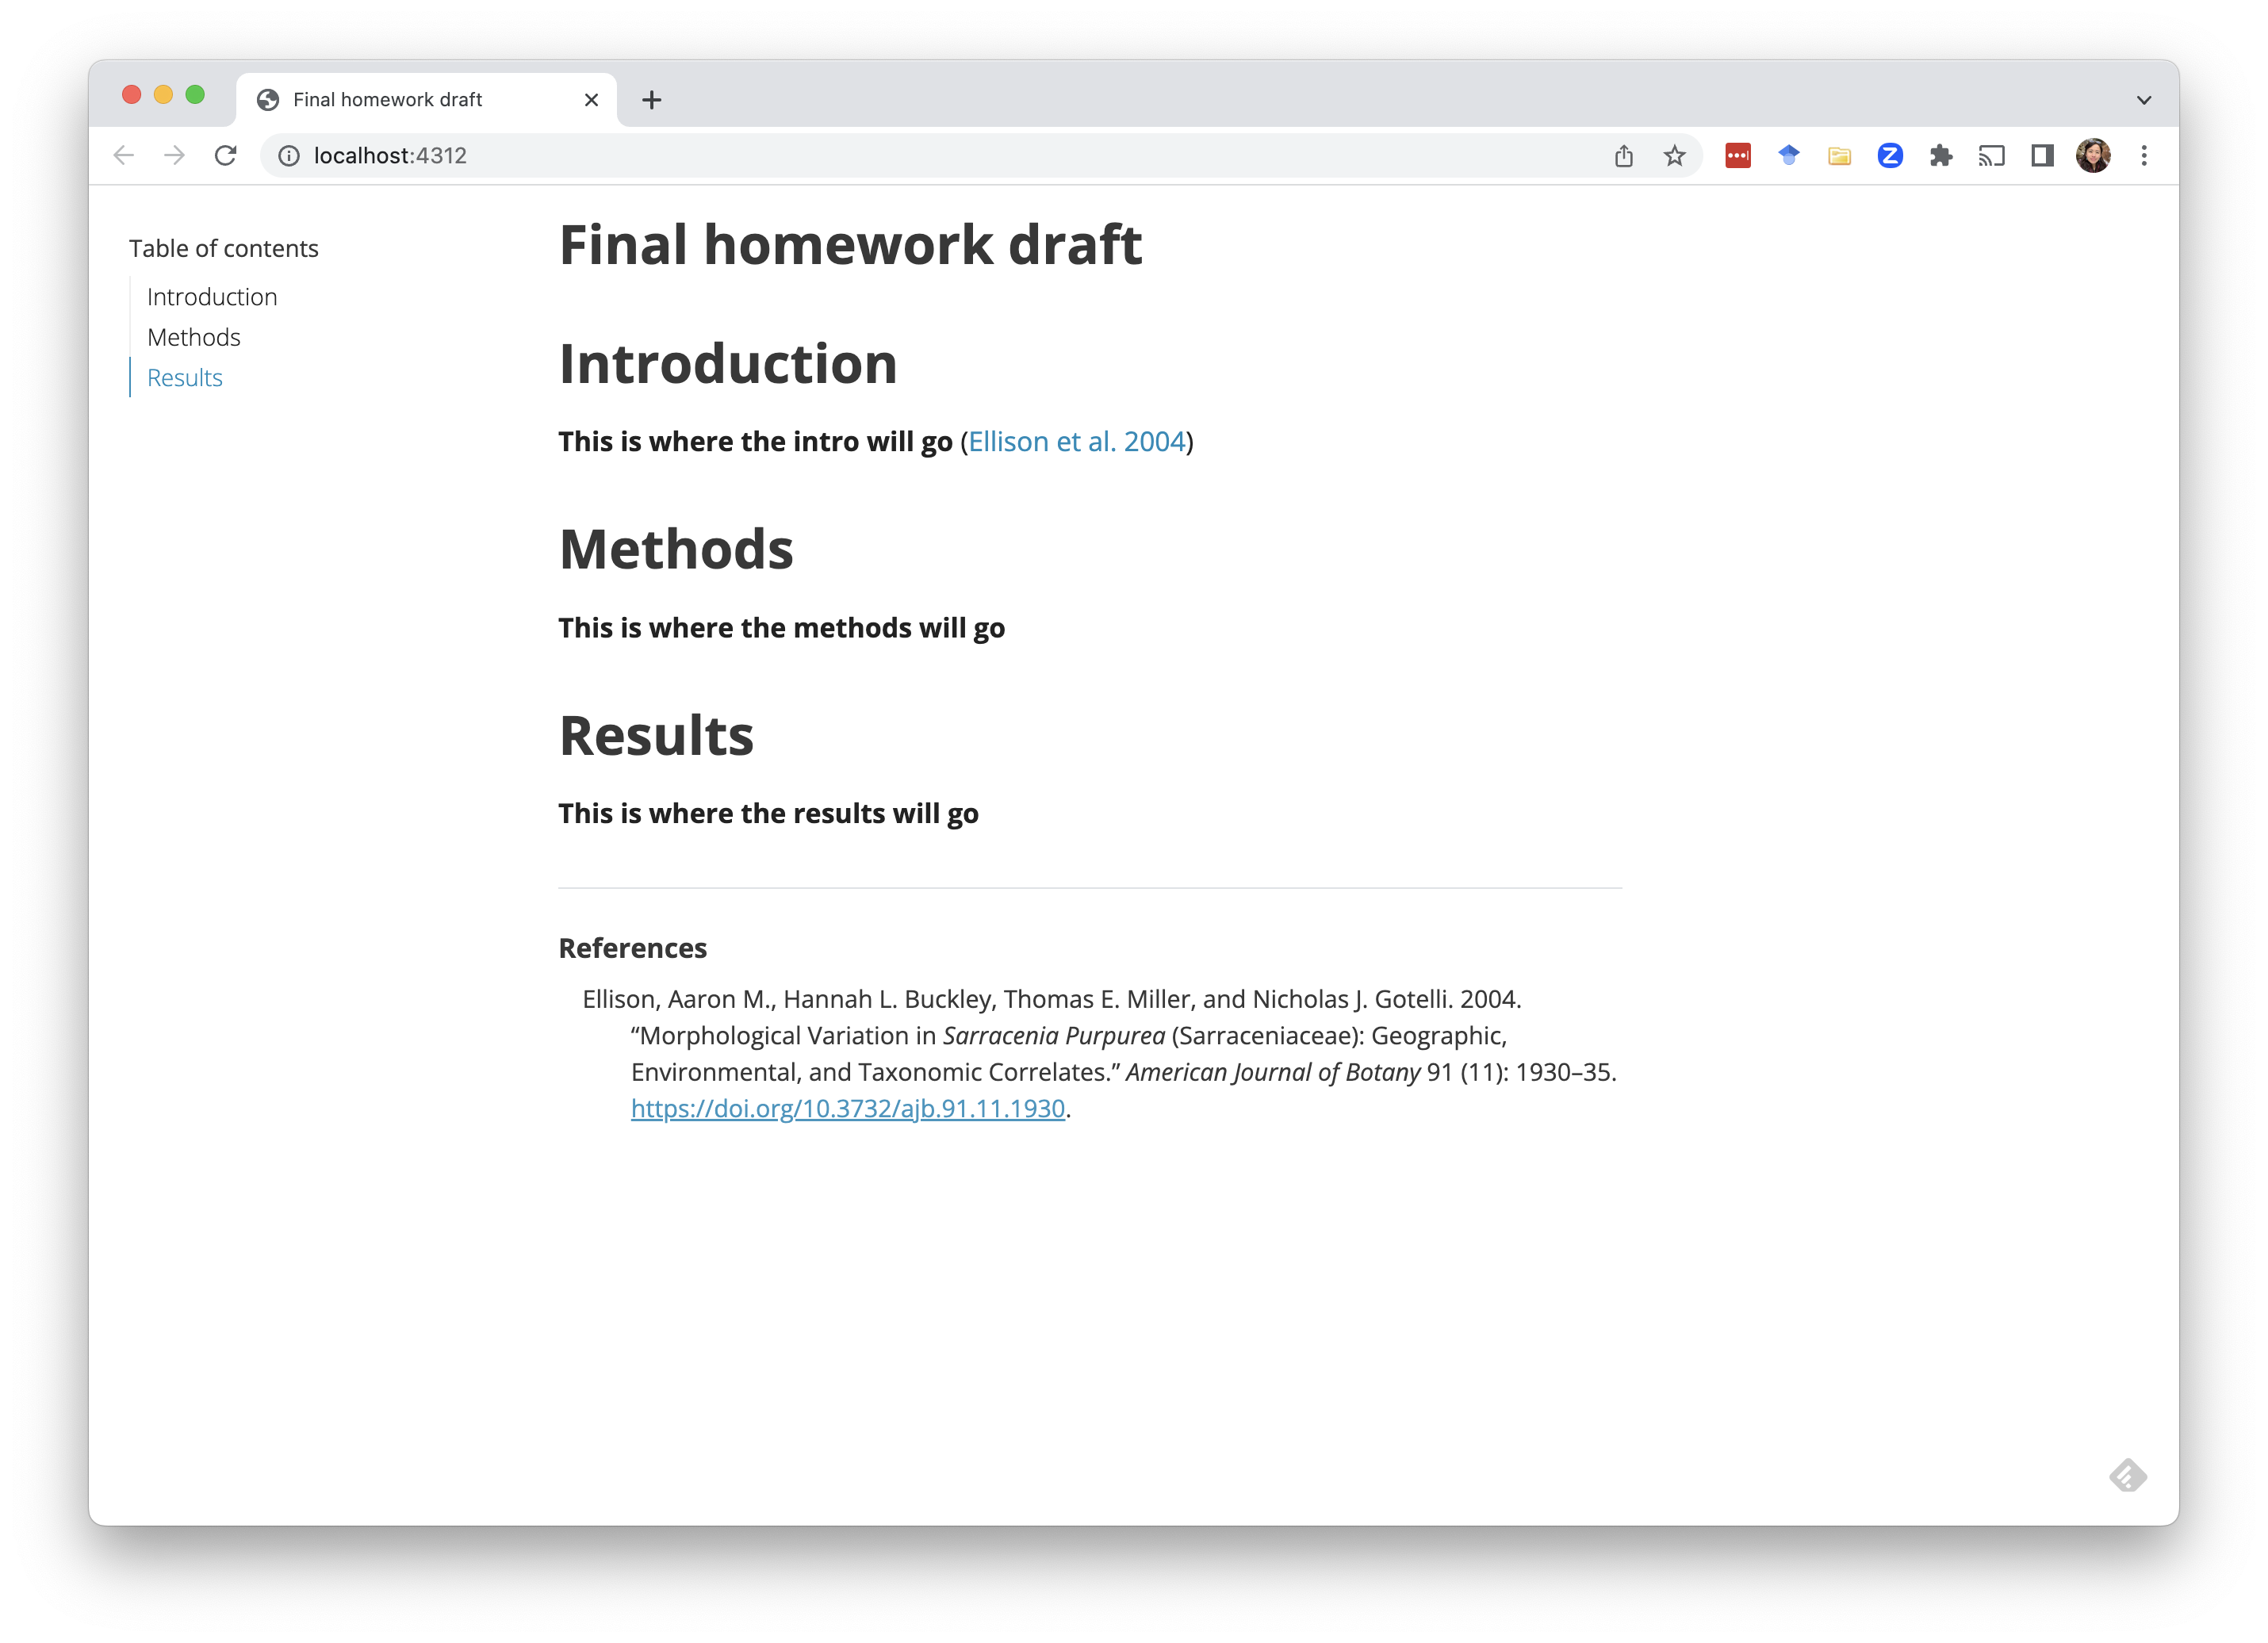 Final homework draft
localhost:4312
Table of contents
Introduction
Methods
Results
Final homework draft
Introduction
This is where the intro will go (Ellison et al. 2004)
Methods
This is where the methods will go
Results
This is where the results will go
References
Ellison, Aaron M., Hannah L. Buckley, Thomas E. Miller, and Nicholas J. Gotelli. 2004.
“Morphological Variation in Sarracenia Purpurea (Sarraceniaceae): Geographic,
Environmental, and Taxonomic Correlates.” American Journal of Botany 91 (11): 1930–35.
https://doi.org/10.3732/ajb.91.11.1930.